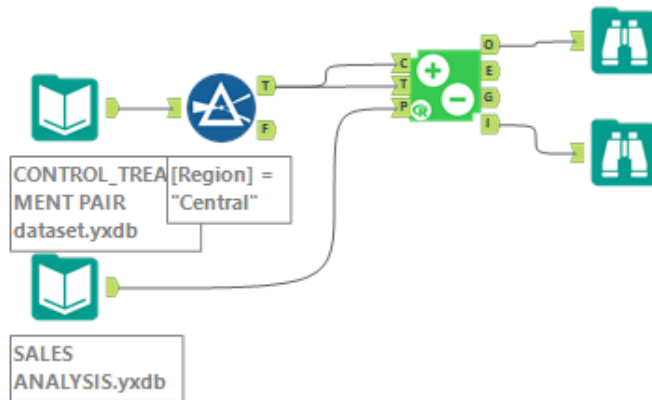 T
F
C
T
P
R
O
E
G
I
CONTROL_TREA
MENT PAIR
dataset.yxdb
[Region] =
"Central"
SALES
ANALYSIS.yxdb